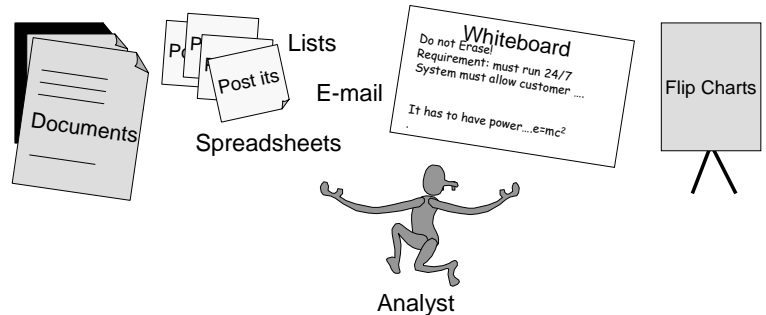 Documents
Post its
Lists
E-mail
Spreadsheets
Whiteboard
Do not Erase!
Requirement: must run 24/7
System must allow customer ....
It has to have power....e=mc²
.
Flip Charts
Analyst